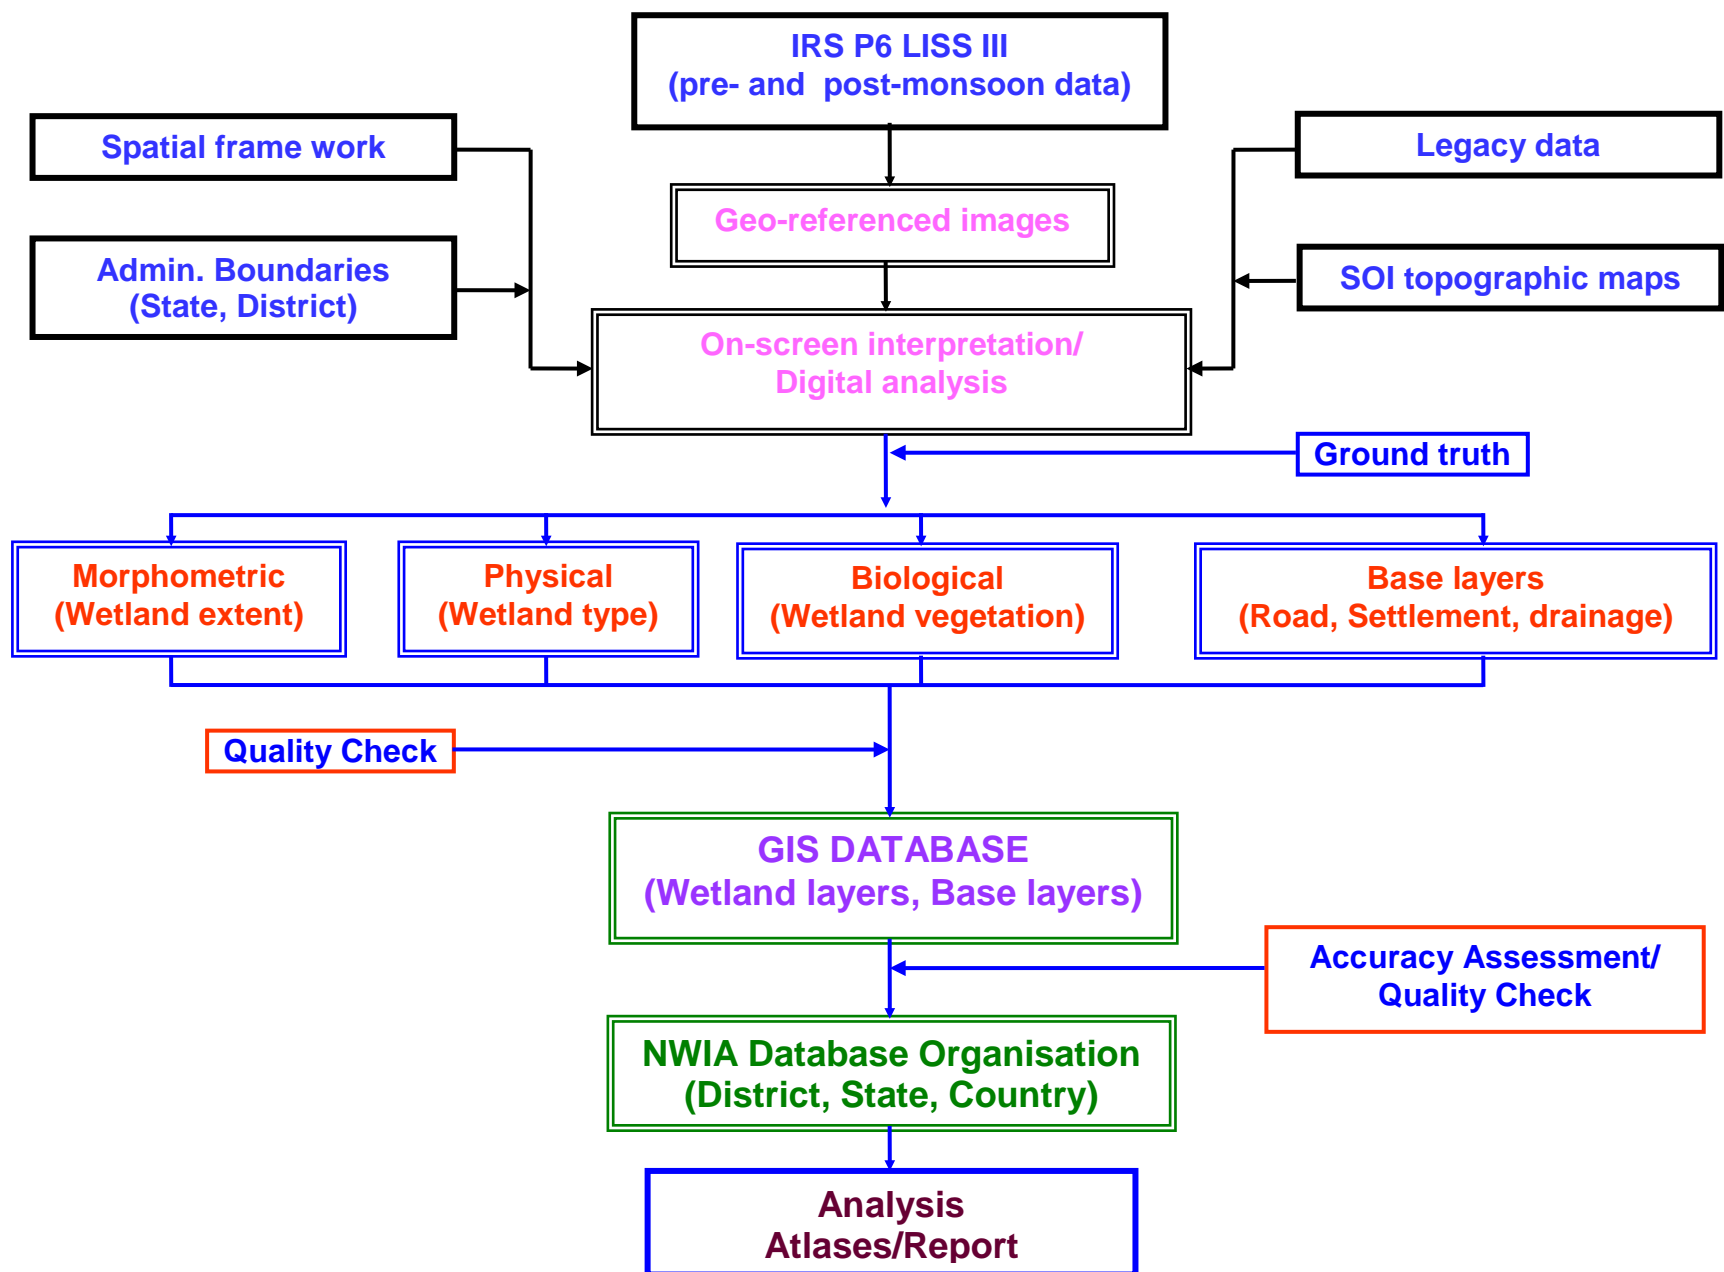 IRS P6 LISS III
(pre- and post-monsoon data)
Spatial frame work
Legacy data
Geo-referenced images
Admin. Boundaries
(State, District)
SOI topographic maps
On-screen interpretation/
Digital analysis
Ground truth
Morphometric
(Wetland extent)
Physical
(Wetland type)
Biological
(Wetland vegetation)
Base layers
(Road, Settlement, drainage)
Quality Check
GIS DATABASE
(Wetland layers, Base layers)
Accuracy Assessment/
Quality Check
NWIA Database Organisation
(District, State, Country)
Analysis
Atlases/Report